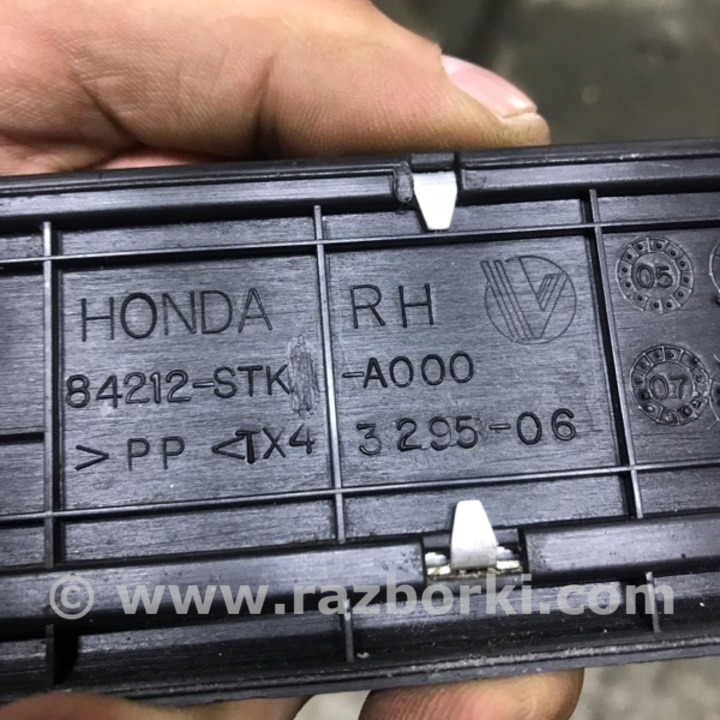 HONDA RH
84212-STK -A000
>PP< TX4 3295-06
05
07
© www.razborki.com